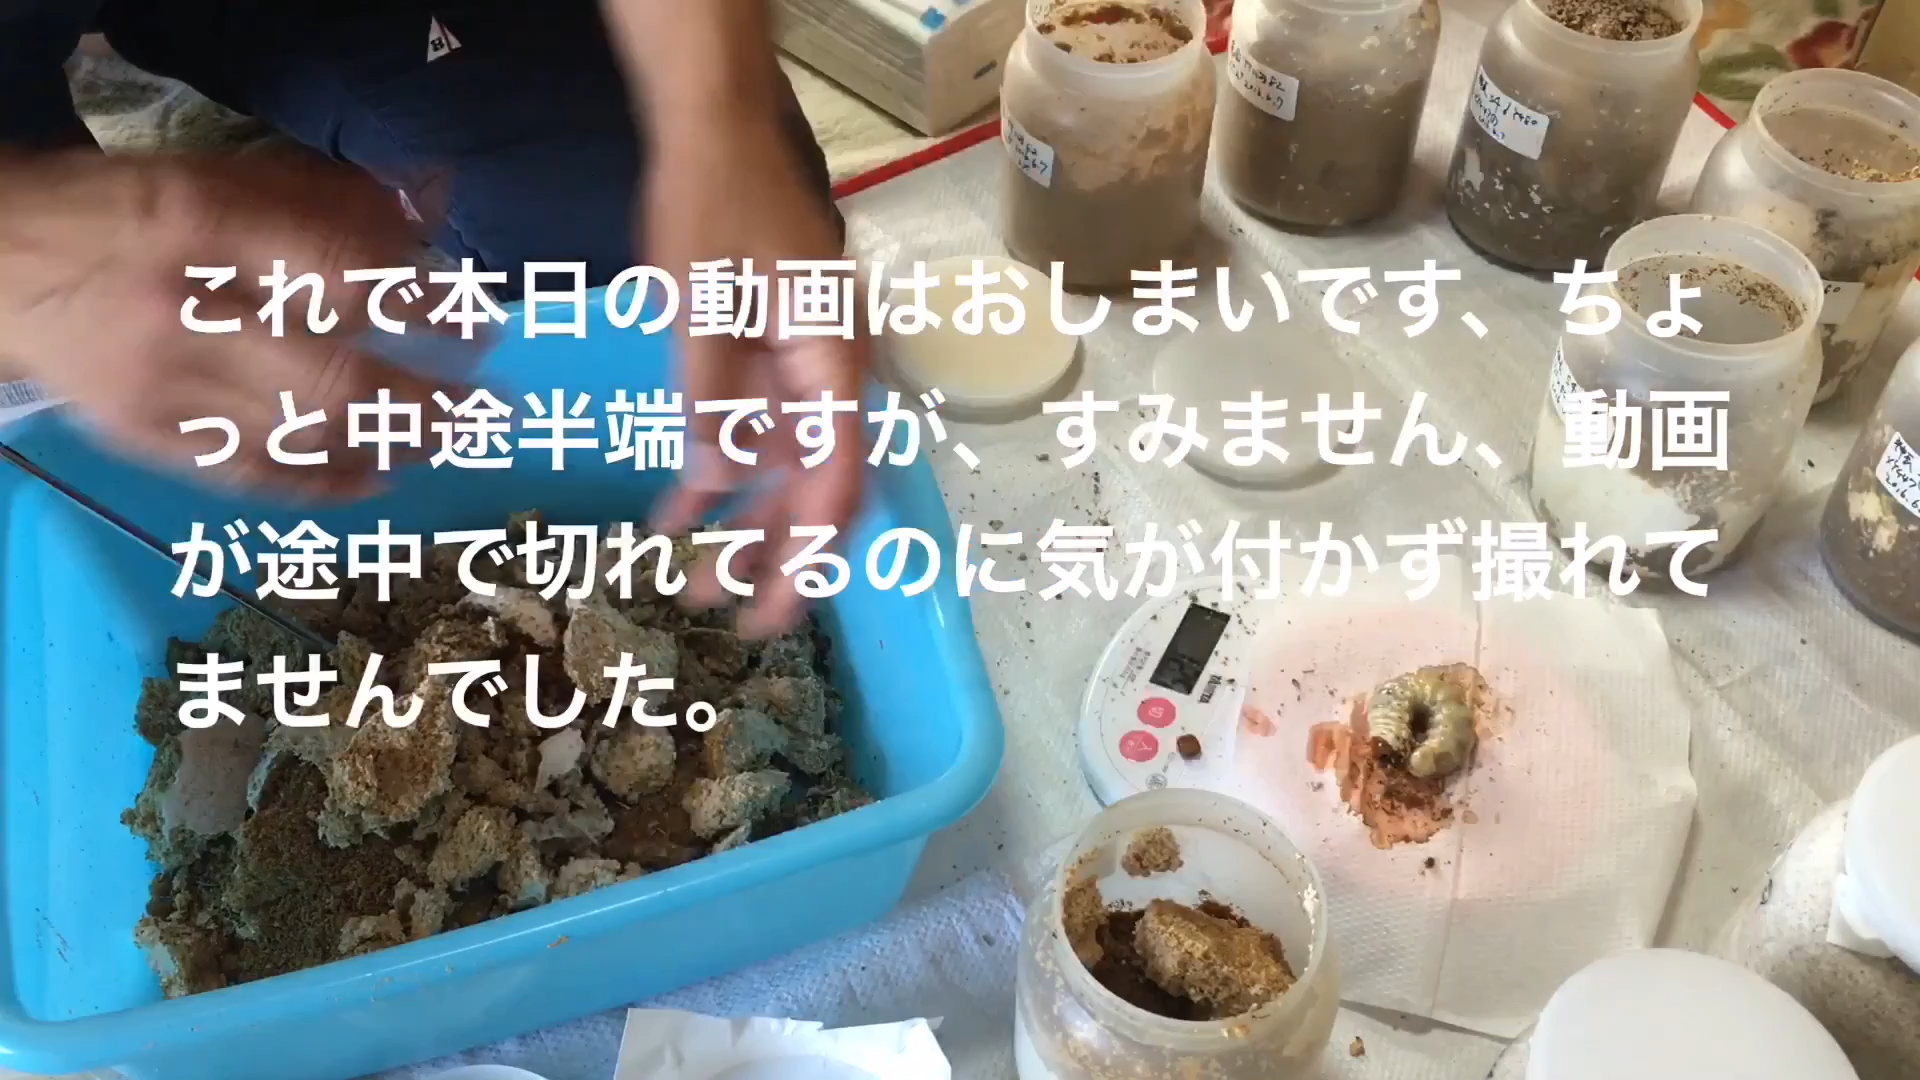 これで本日の動画はおしまいです、ちょ
っと中途半端ですが、すみません、動画
が途中で切れてるのに気が付かず撮れて
ませんでした。
TANITA
切
入